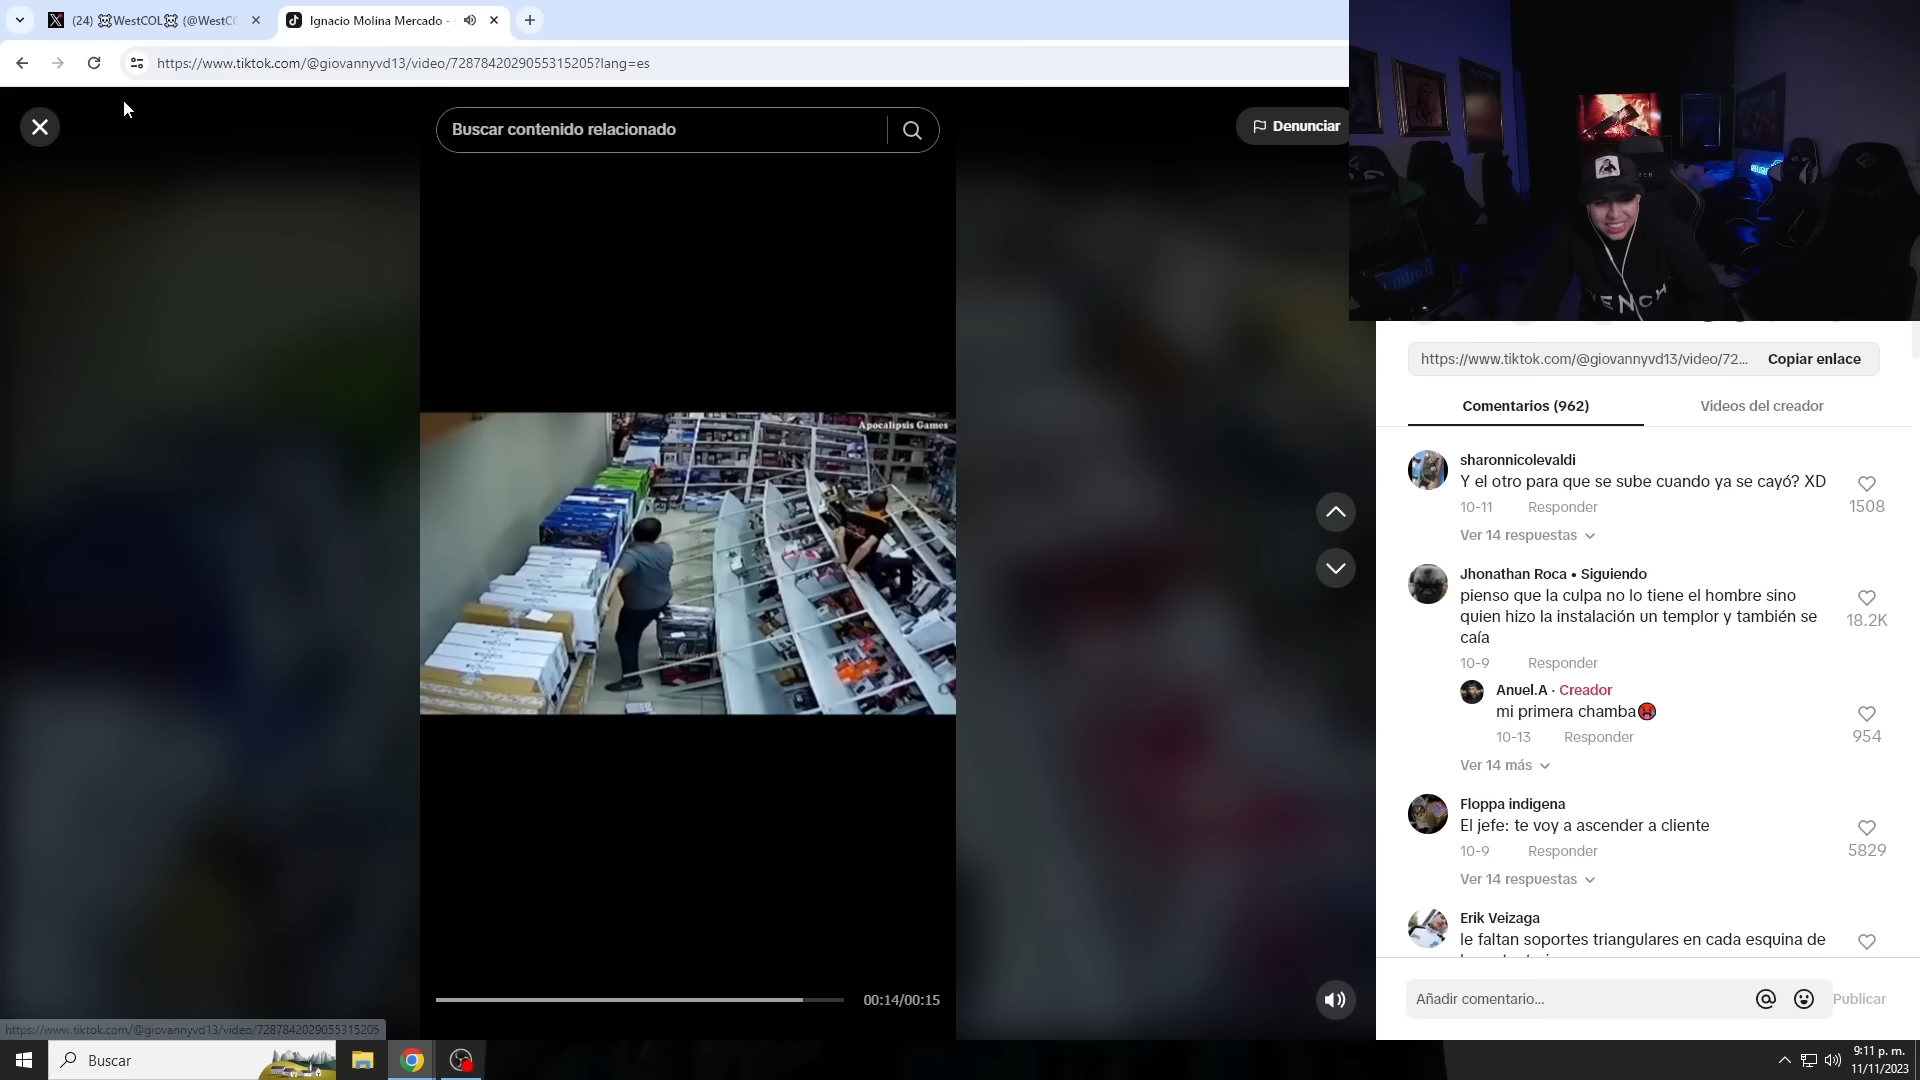 (24) ☠️WestCOL☠️ (@WestCO
Ignacio Molina Mercado -
https://www.tiktok.com/@giovannyvd13/video/7287842029055315205?lang=es
Buscar contenido relacionado
Denunciar
Apocalipsis Games
00:14/00:15
https://www.tiktok.com/@giovannyvd13/video/72...
Copiar enlace
Comentarios (962)
Videos del creador
sharonnicolevaldi
Y el otro para que se sube cuando ya se cayó? XD
10-11 Responder
1508
Ver 14 respuestas
Jhonathan Roca • Siguiendo
pienso que la culpa no lo tiene el hombre sino
quien hizo la instalación un templor y también se
caía
18.2K
10-9 Responder
Anuel.A · Creador
mi primera chamba🥵
954
10-13 Responder
Ver 14 más
Floppa indigena
El jefe: te voy a ascender a cliente
5829
10-9 Responder
Ver 14 respuestas
Erik Veizaga
le faltan soportes triangulares en cada esquina de
Añadir comentario...
Publicar
https://www.tiktok.com/@giovannyvd13/video/7287842029055315205
Buscar
9:11 p. m.
11/11/2023